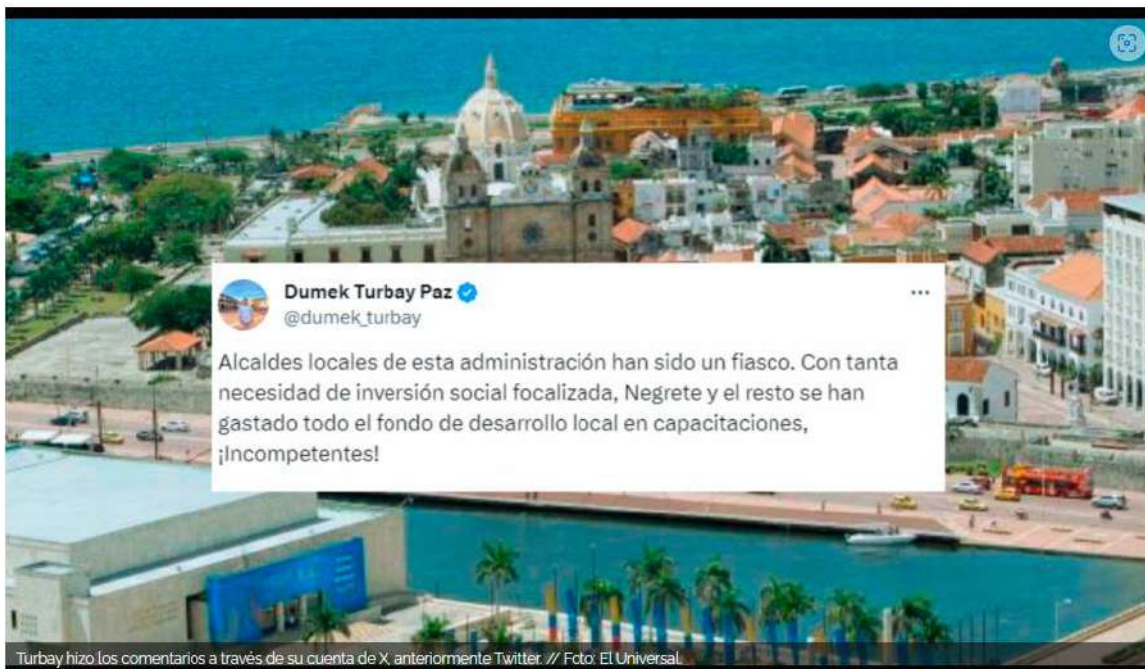 Dumek Turbay Paz
@dumek_turbay
Alcaldes locales de esta administración han sido un fiasco. Con tanta
necesidad de inversión social focalizada, Negrete y el resto se han
gastado todo el fondo de desarrollo local en capacitaciones,
¡Incompetentes!
Turbay hizo los comentarios a través de su cuenta de X, anteriormente Twitter. // Foto: El Universal.